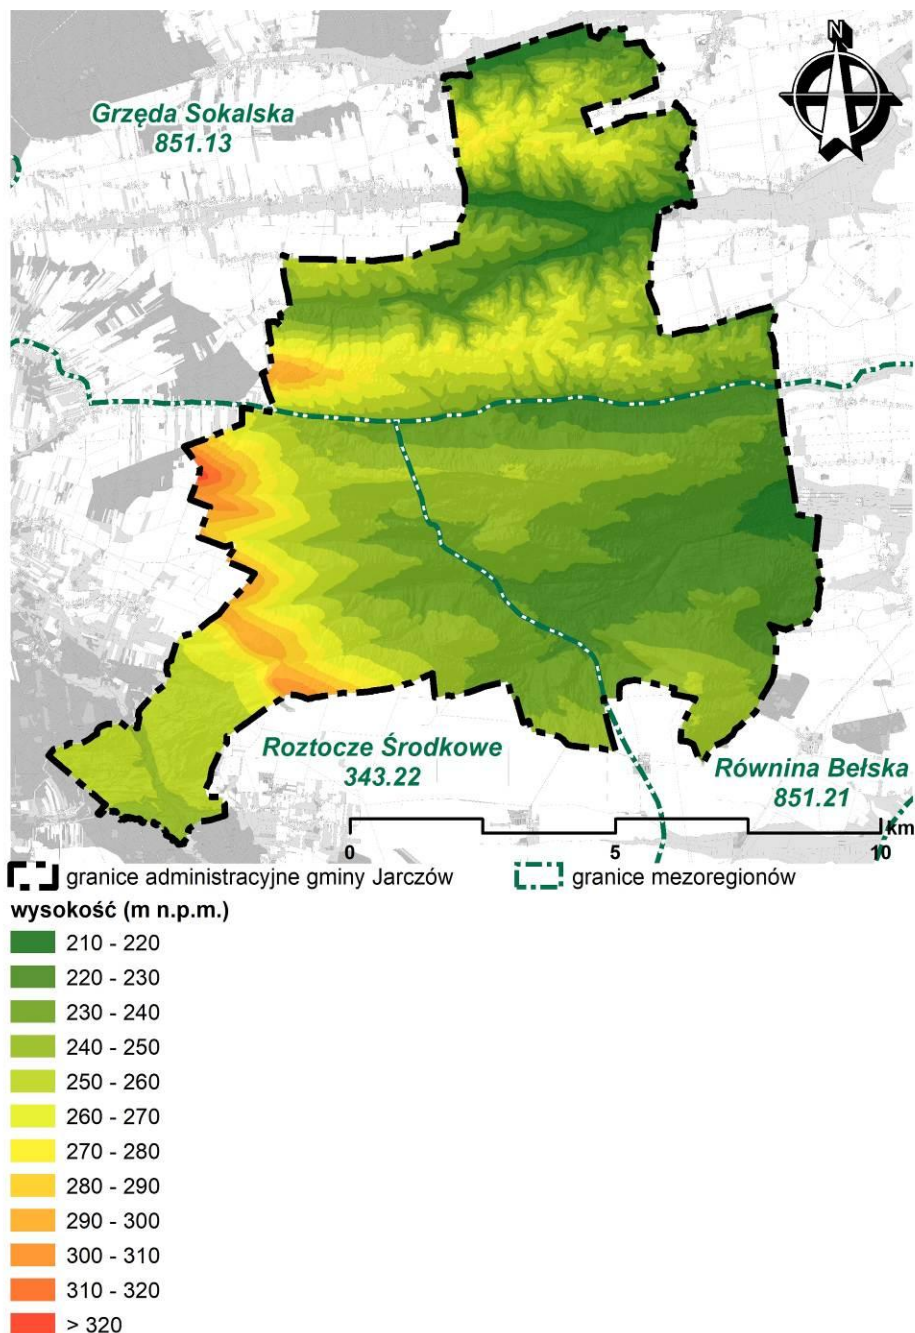 N
Grzęda Sokalska
851.13
Roztocze Środkowe
343.22
Równina Bełska
851.21
km
0 5 10
granice administracyjne gminy Jarczów granice mezoregionów
wysokość (m n.p.m.)
210 - 220
220 - 230
230 - 240
240 - 250
250 - 260
260 - 270
270 - 280
280 - 290
290 - 300
300 - 310
310 - 320
> 320